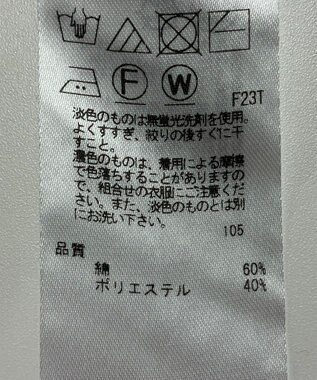 F
W
F23T
淡色のものは無蛍光洗剤を使用。
よくすすぎ、絞りの後すぐに干
すこと。
濃色のものは、着用による摩擦
で色落ちすることがありますの
で、組合せの衣服にご注意くだ
さい。また、淡色のものとは別
にお洗い下さい。
105
品質
綿 60%
ポリエステル 40%